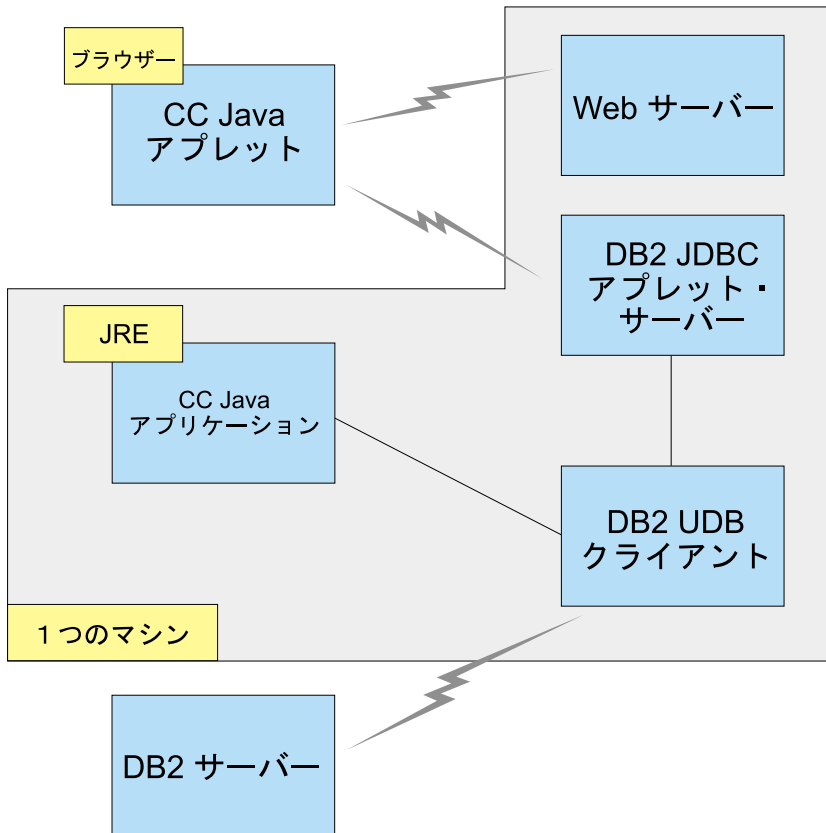 ブラウザー
CC Java
アプレット
Web サーバー
DB2 JDBC
アプレット・
サーバー
JRE
CC Java
アプリケーション
DB2 UDB
クライアント
１つのマシン
DB2 サーバー